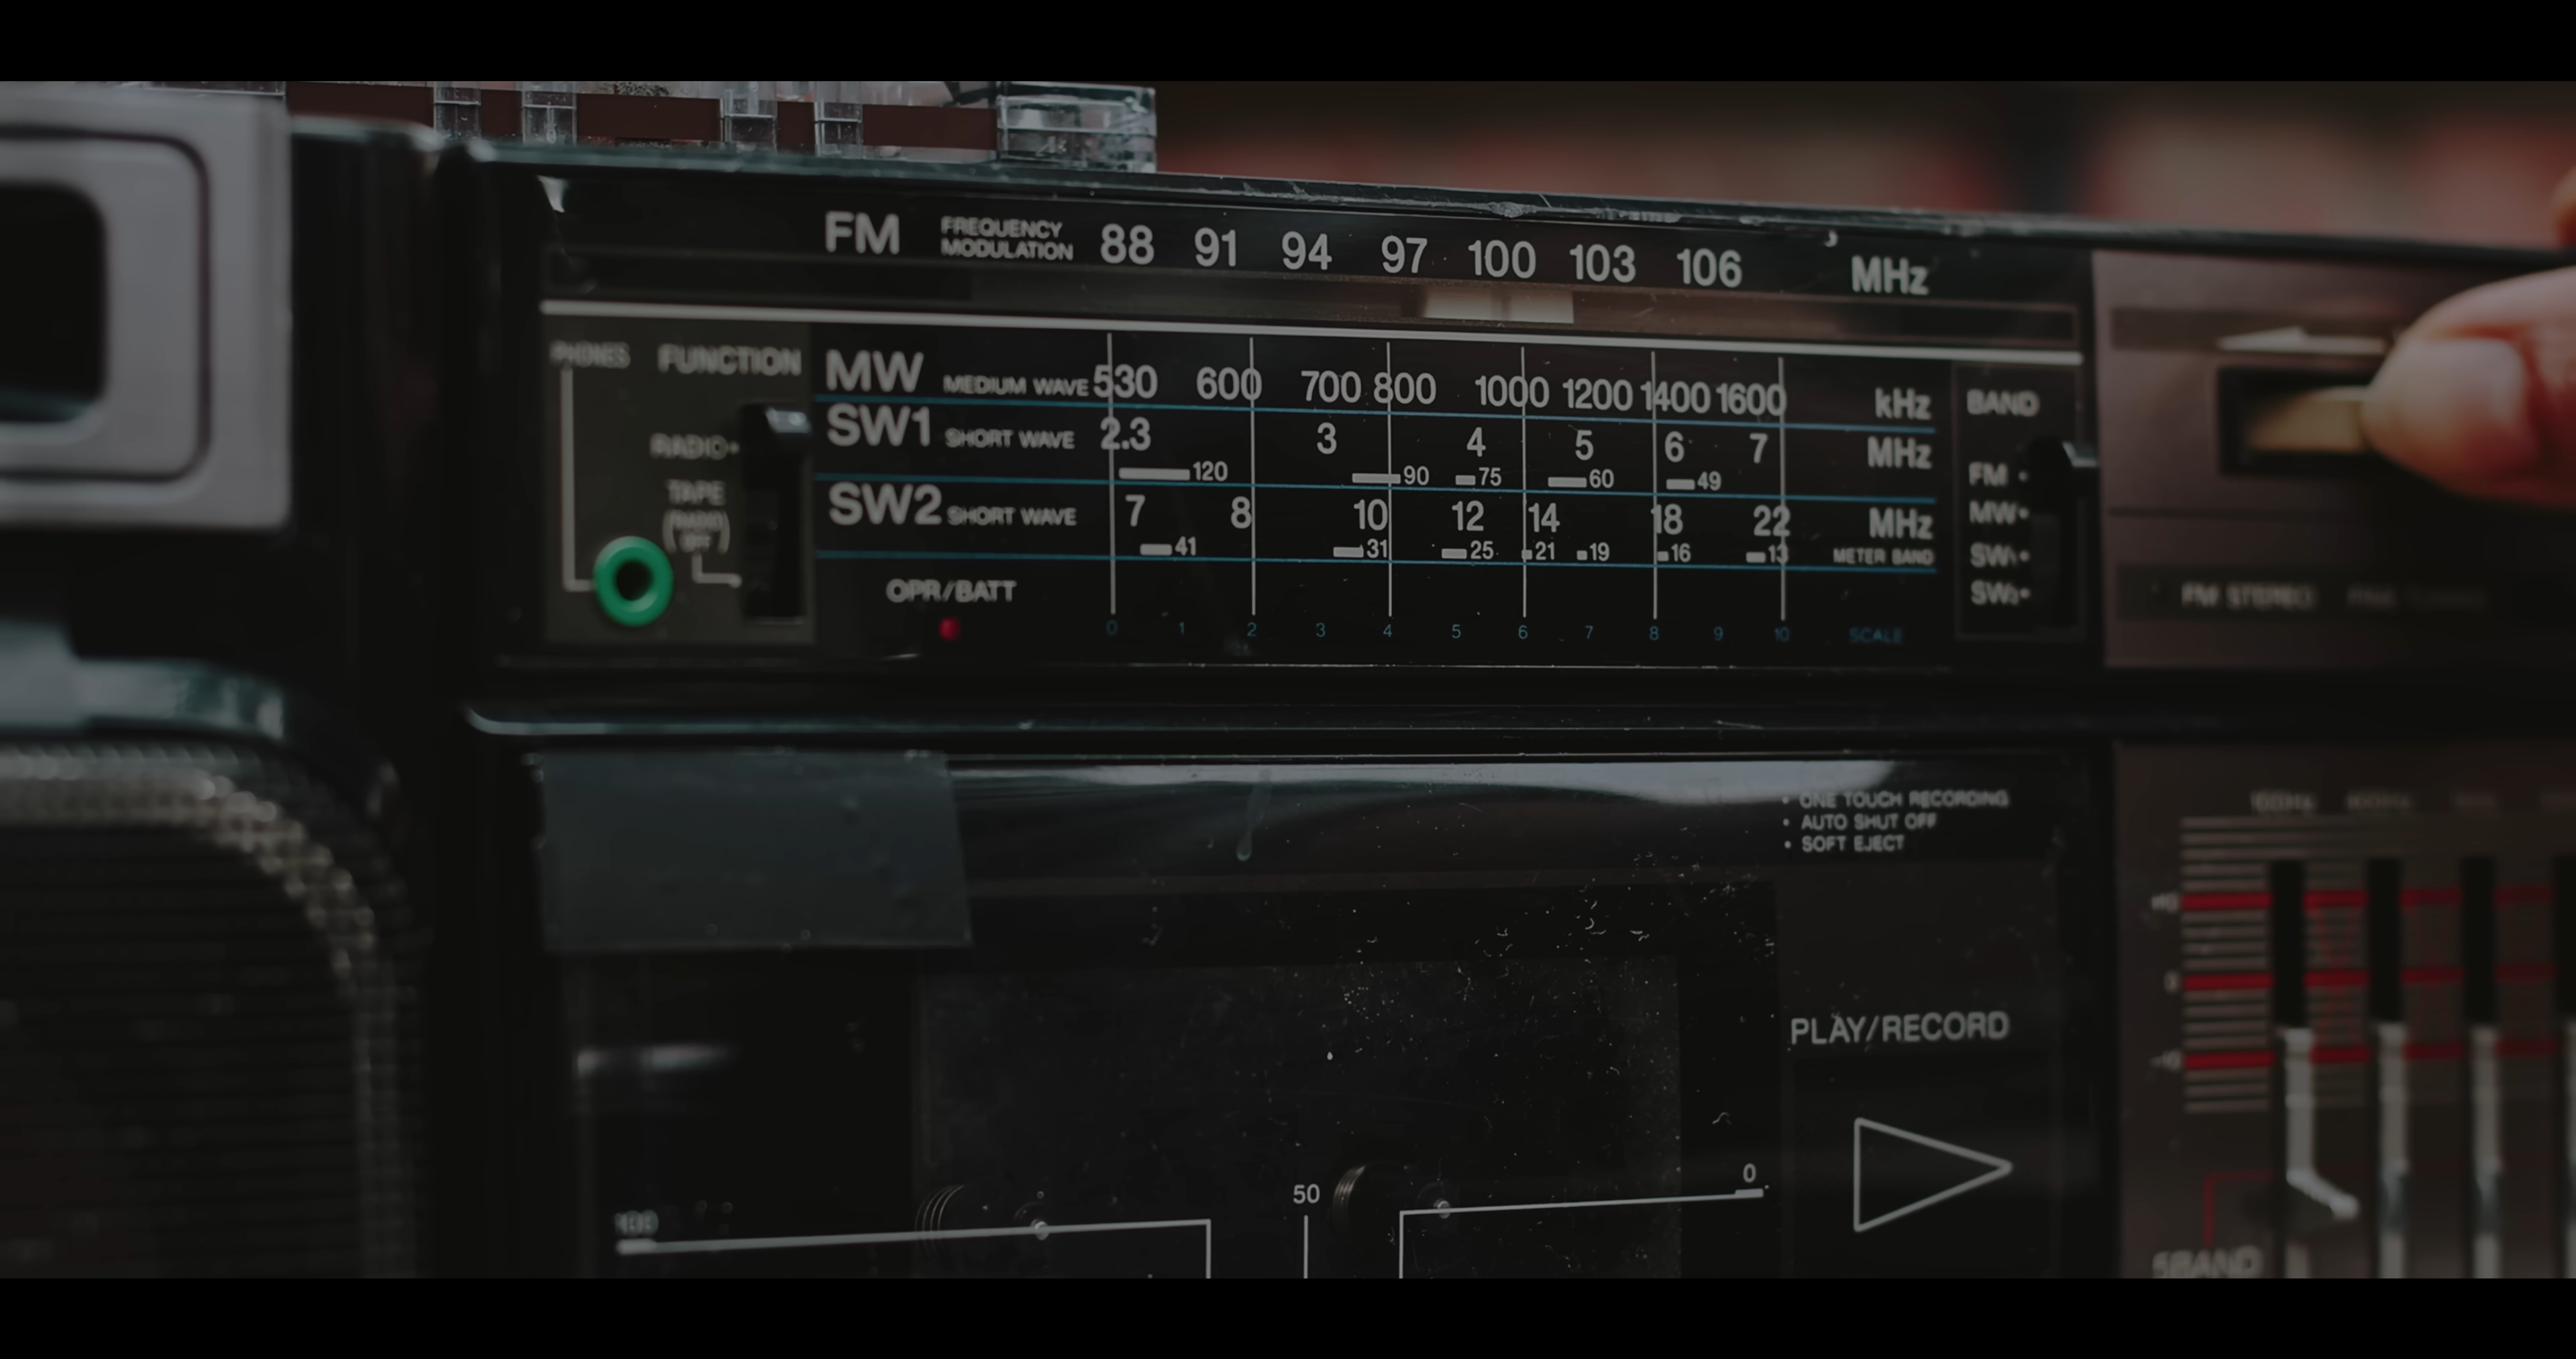 FM FREQUENCY MODULATION 88 91 94 97 100 103 106 MHz
PHONES FUNCTION
MW MEDIUM WAVE 530 600 700 800 1000 1200 1400 1600 kHz
BAND
RADIO
SW1 SHORT WAVE 2.3 3 4 5 6 7 MHz
120 90 75 60 49
FM
TAPE
(RADIO OFF)
SW2 SHORT WAVE 7 8 10 12 14 18 22 MHz
MW
41 31 25 21 19 16 13 METER BAND
SW1
SW2
OPR/BATT
0 1 2 3 4 5 6 7 8 9 10 SCALE
FM STEREO
• ONE TOUCH RECORDING
• AUTO SHUT OFF
• SOFT EJECT
PLAY/RECORD
100 50 0
5BAND